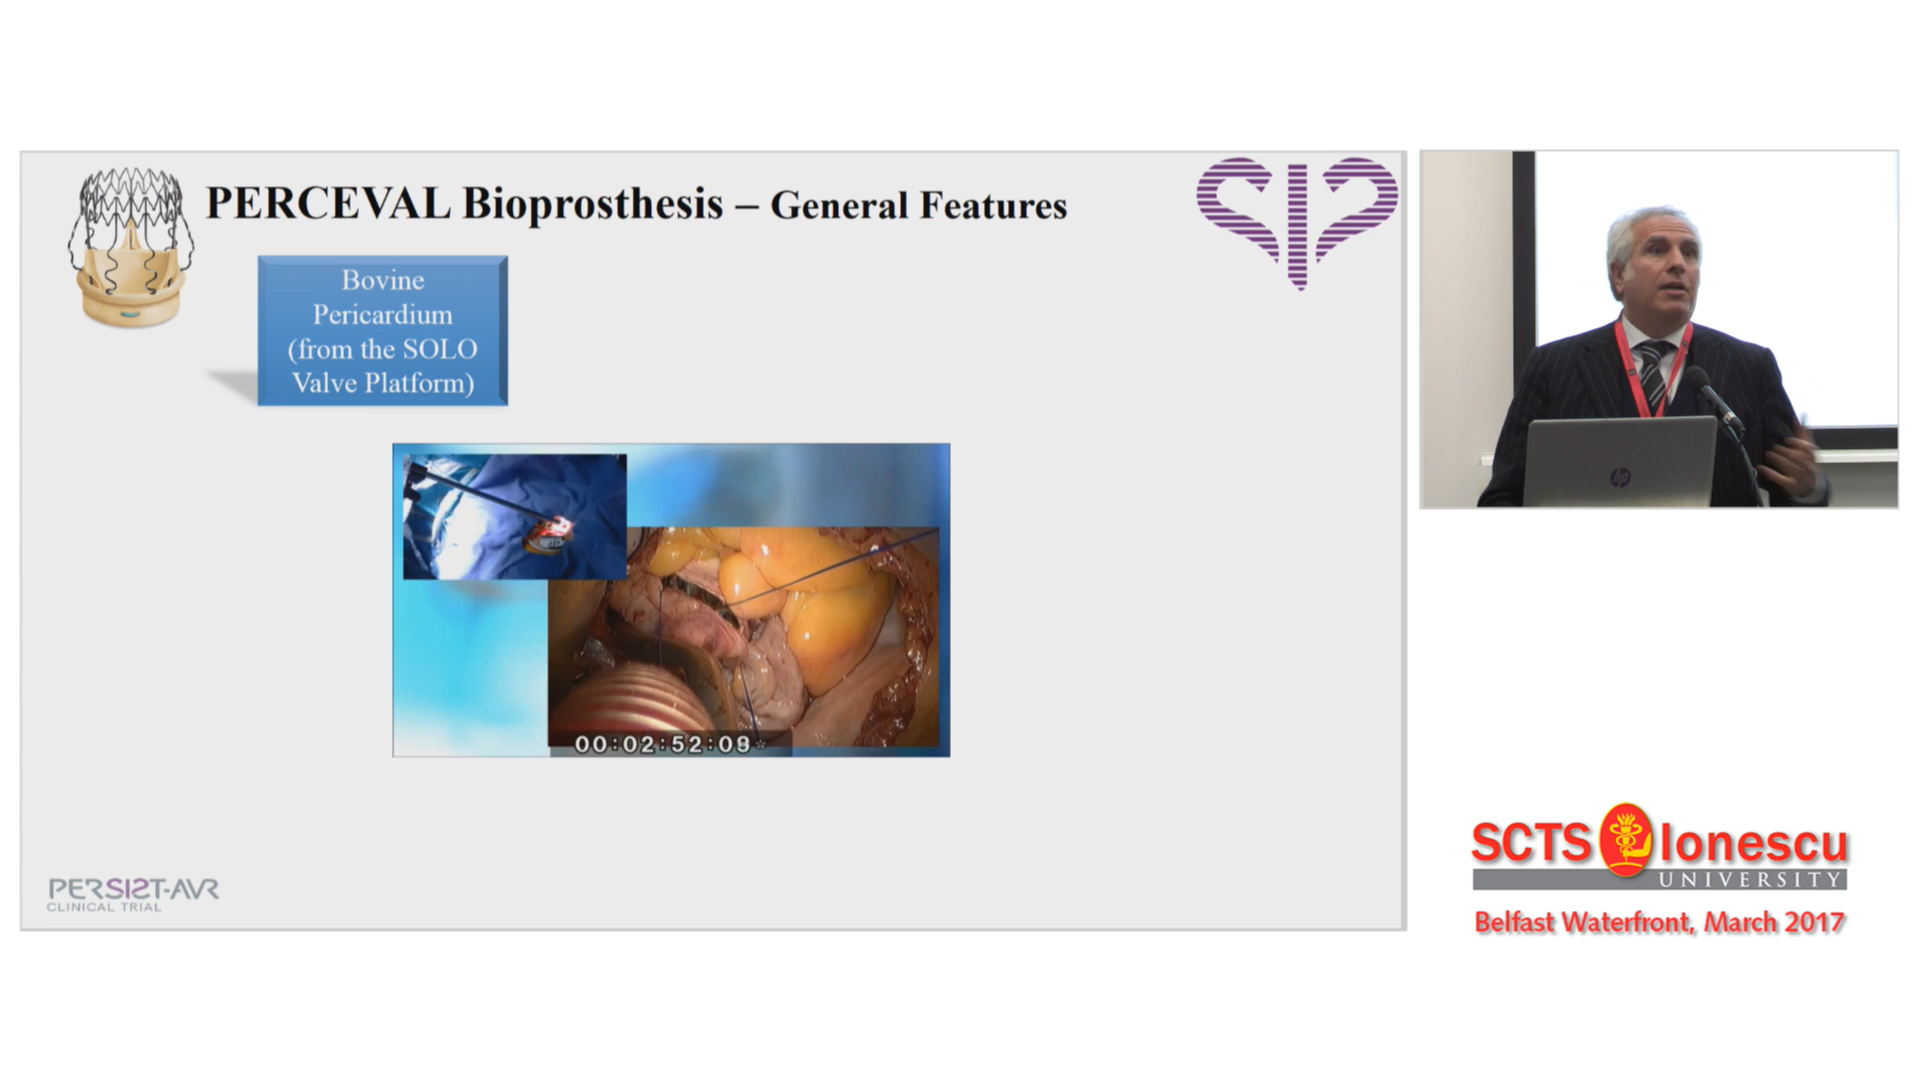 PERCEVAL Bioprosthesis – General Features
Bovine
Pericardium
(from the SOLO
Valve Platform)
00:02:52:09
PERSIST-AVR
CLINICAL TRIAL
hp
SCTS Ionescu
UNIVERSITY
Belfast Waterfront, March 2017